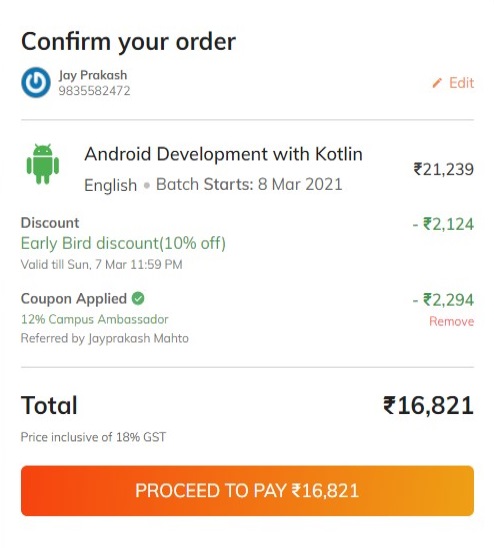 Confirm your order
Jay Prakash
9835582472
Edit
Android Development with Kotlin
₹21,239
English • Batch Starts: 8 Mar 2021
Discount
- ₹2,124
Early Bird discount(10% off)
Valid till Sun, 7 Mar 11:59 PM
Coupon Applied
- ₹2,294
12% Campus Ambassador
Remove
Referred by Jayprakash Mahto
Total
₹16,821
Price inclusive of 18% GST
PROCEED TO PAY ₹16,821